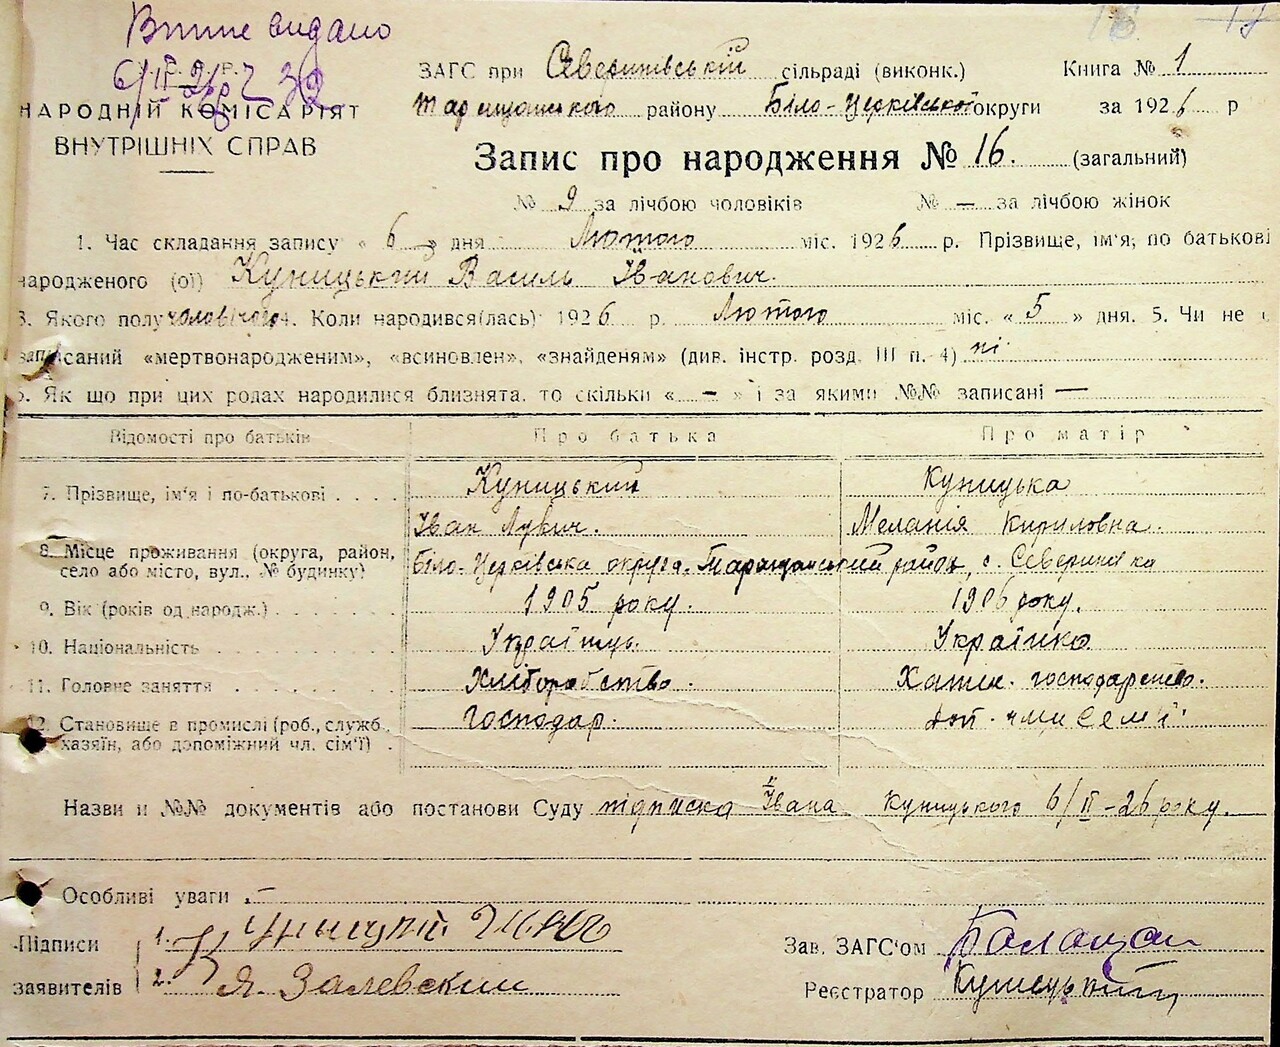 Витяг видано
6/II-26 р. 32
НАРОДНІЙ КОМІСАРІЯТ
ВНУТРІШНІХ СПРАВ
ЗАГС при Северинівській сільраді (виконк.) Книга № 1
Таращанського району Біло-Церківської округи за 1926 р
Запис про народження № 16. (загальний)
№ 9 за лічбою чоловіків № — за лічбою жінок
1. Час складання запису « 6 » дня Лютого міс. 1926 р. Прізвище, ім'я, по батькові
народженого (ої) Куницький Василь Іванович.
3. Якого полу чоловічого 4. Коли народився(лась) 1926 р. Лютого міс. « 5 » дня. 5. Чи не є
записаний «мертвонародженим», «всиновлен», «знайденям» (див. інстр. розд. III п. 4) ні
6. Як що при цих родах народилися близнята, то скільки « — » і за якими №№ записані —
Відомості про батьків Про батька Про матір
7. Прізвище, ім'я і по-батькові . . . . Куницький Куницька
Іван Лувич. Меланія Кириловна.
8. Місце проживання (округа, район, село або місто, вул., № будинку) Біло-Церківська округа, Таращанський район, с. Северинівка
9. Вік (років од народж.) . . . . . . . 1905 року. 1906 року.
10. Національність . . . . . . . . . Українць. Українка
11. Головне заняття . . . . . . . . Хліборобство. Хатнє. господарство.
12. Становище в промислі (роб., служб., Господар. доп. член сем'ї.
хазяїн, або допоміжний чл. сім'ї) .
Назви и №№ документів або постанови Суду підписка Івана Куницького 6/II-26 року.
Особливі уваги . —
Підписи 1. Куницкий Іван Зав. ЗАГС'ом
заявителів 2. Я. Залевский Реєстратор Куницький